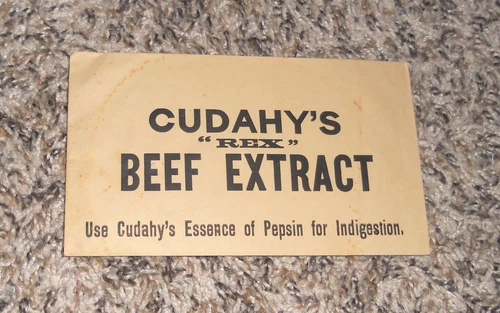 CUDAHY'S
"REX"
BEEF EXTRACT
Use Cudahy's Essence of Pepsin for Indigestion.